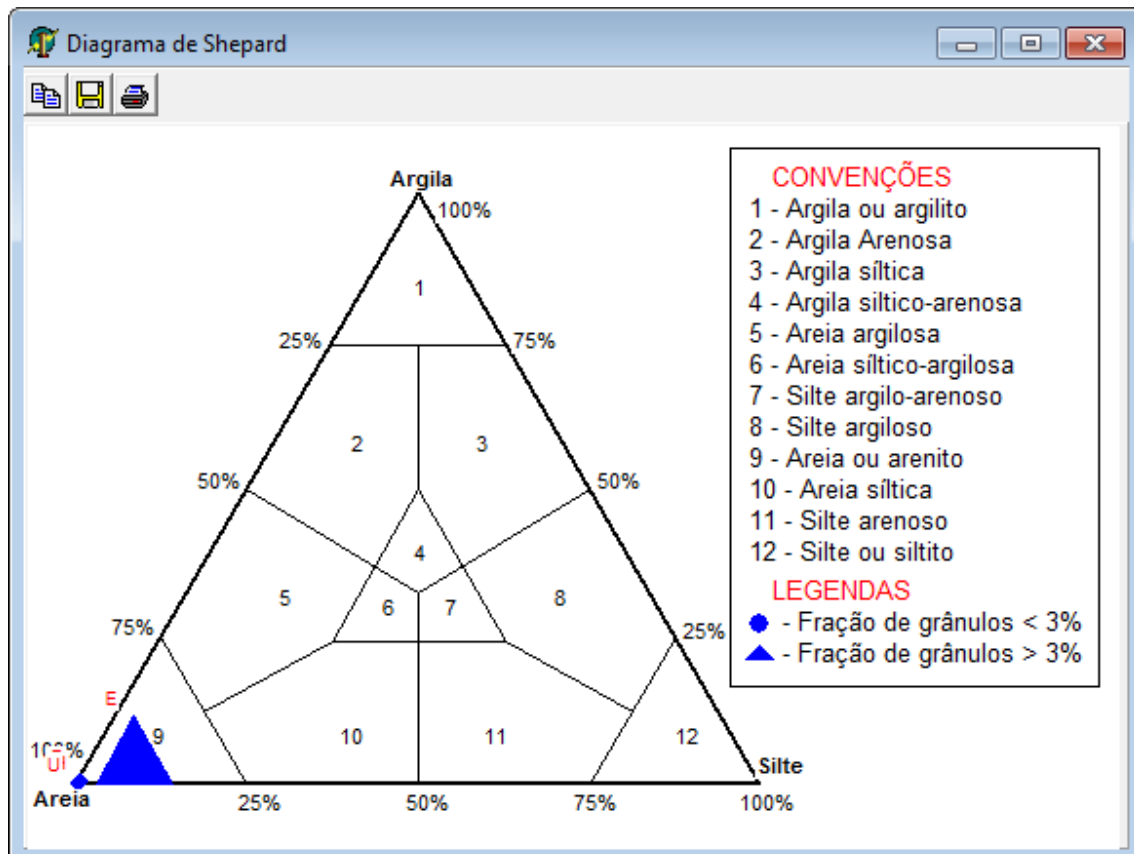 Diagrama de Shepard
Argila
100%
1
25%
75%
2
3
50%
50%
4
5
6
7
8
75%
25%
E
9
10
11
12
Silte
Areia
25%
50%
75%
100%
CONVENÇÕES
1 - Argila ou argilito
2 - Argila Arenosa
3 - Argila síltica
4 - Argila siltico-arenosa
5 - Areia argilosa
6 - Areia síltico-argilosa
7 - Silte argilo-arenoso
8 - Silte argiloso
9 - Areia ou arenito
10 - Areia síltica
11 - Silte arenoso
12 - Silte ou siltito
LEGENDAS
- Fração de grânulos < 3%
- Fração de grânulos > 3%